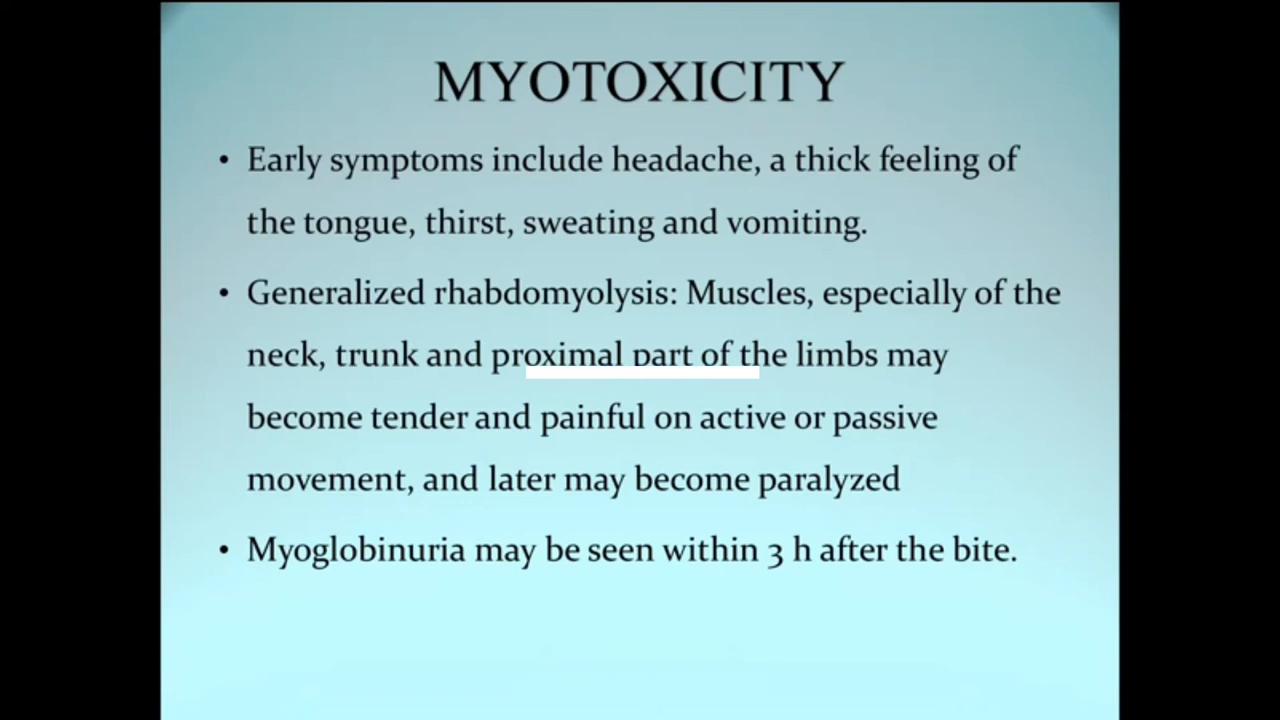 MYOTOXICITY
• Early symptoms include headache, a thick feeling of
the tongue, thirst, sweating and vomiting.
• Generalized rhabdomyolysis: Muscles, especially of the
neck, trunk and proximal part of the limbs may
become tender and painful on active or passive
movement, and later may become paralyzed
• Myoglobinuria may be seen within 3 h after the bite.